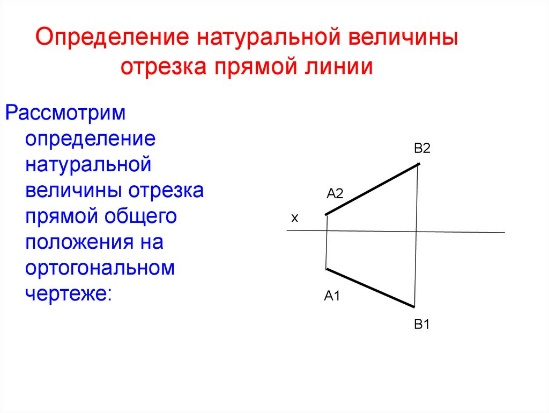 Определение натуральной величины
отрезка прямой линии
Рассмотрим
определение
натуральной
величины отрезка
прямой общего
положения на
ортогональном
чертеже:
B2
A2
x
A1
B1